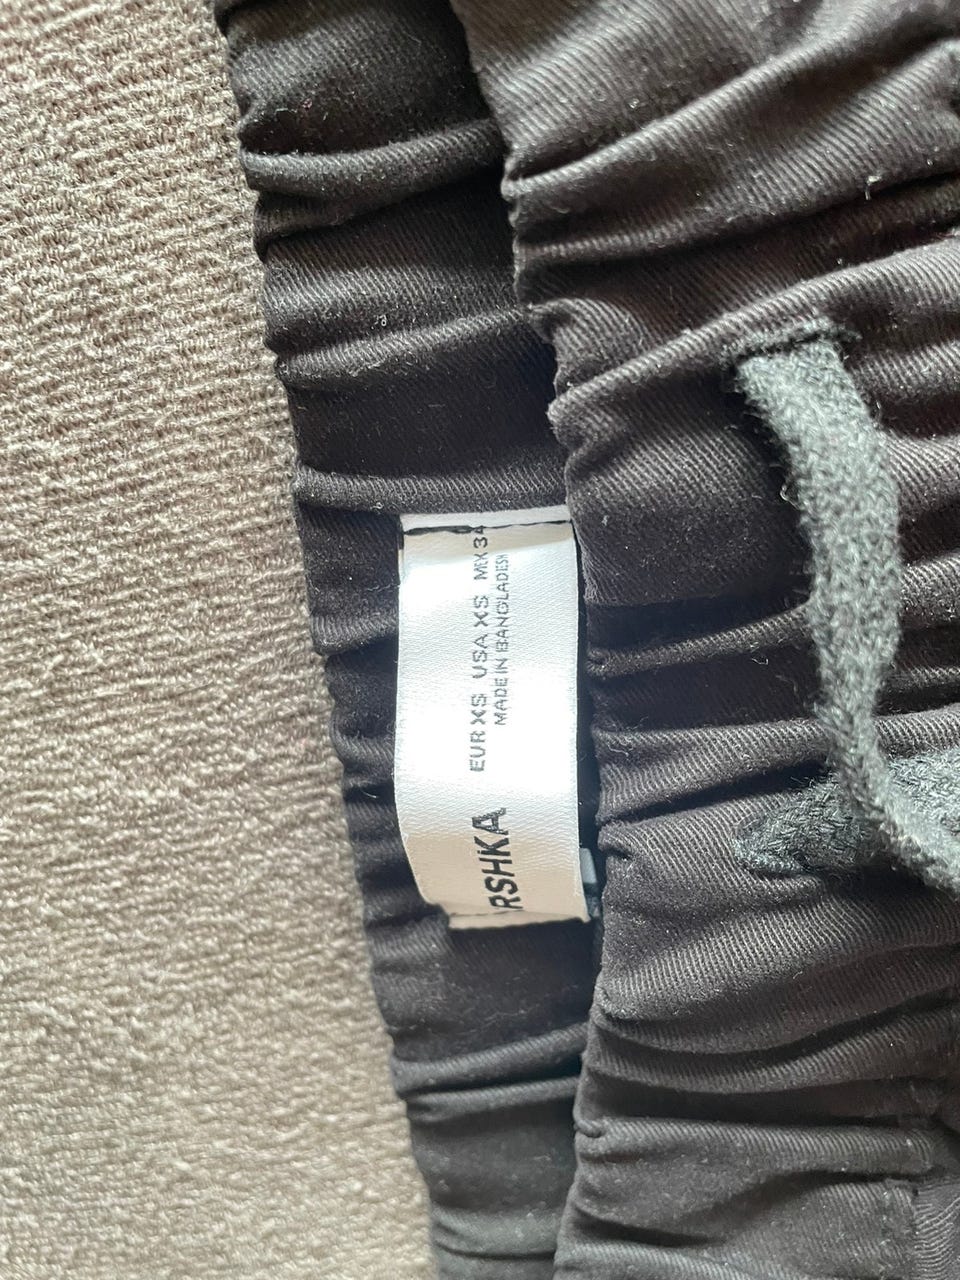 RSHKA
EUR XS USA XS MEX 34
MADE IN BANGLADESH